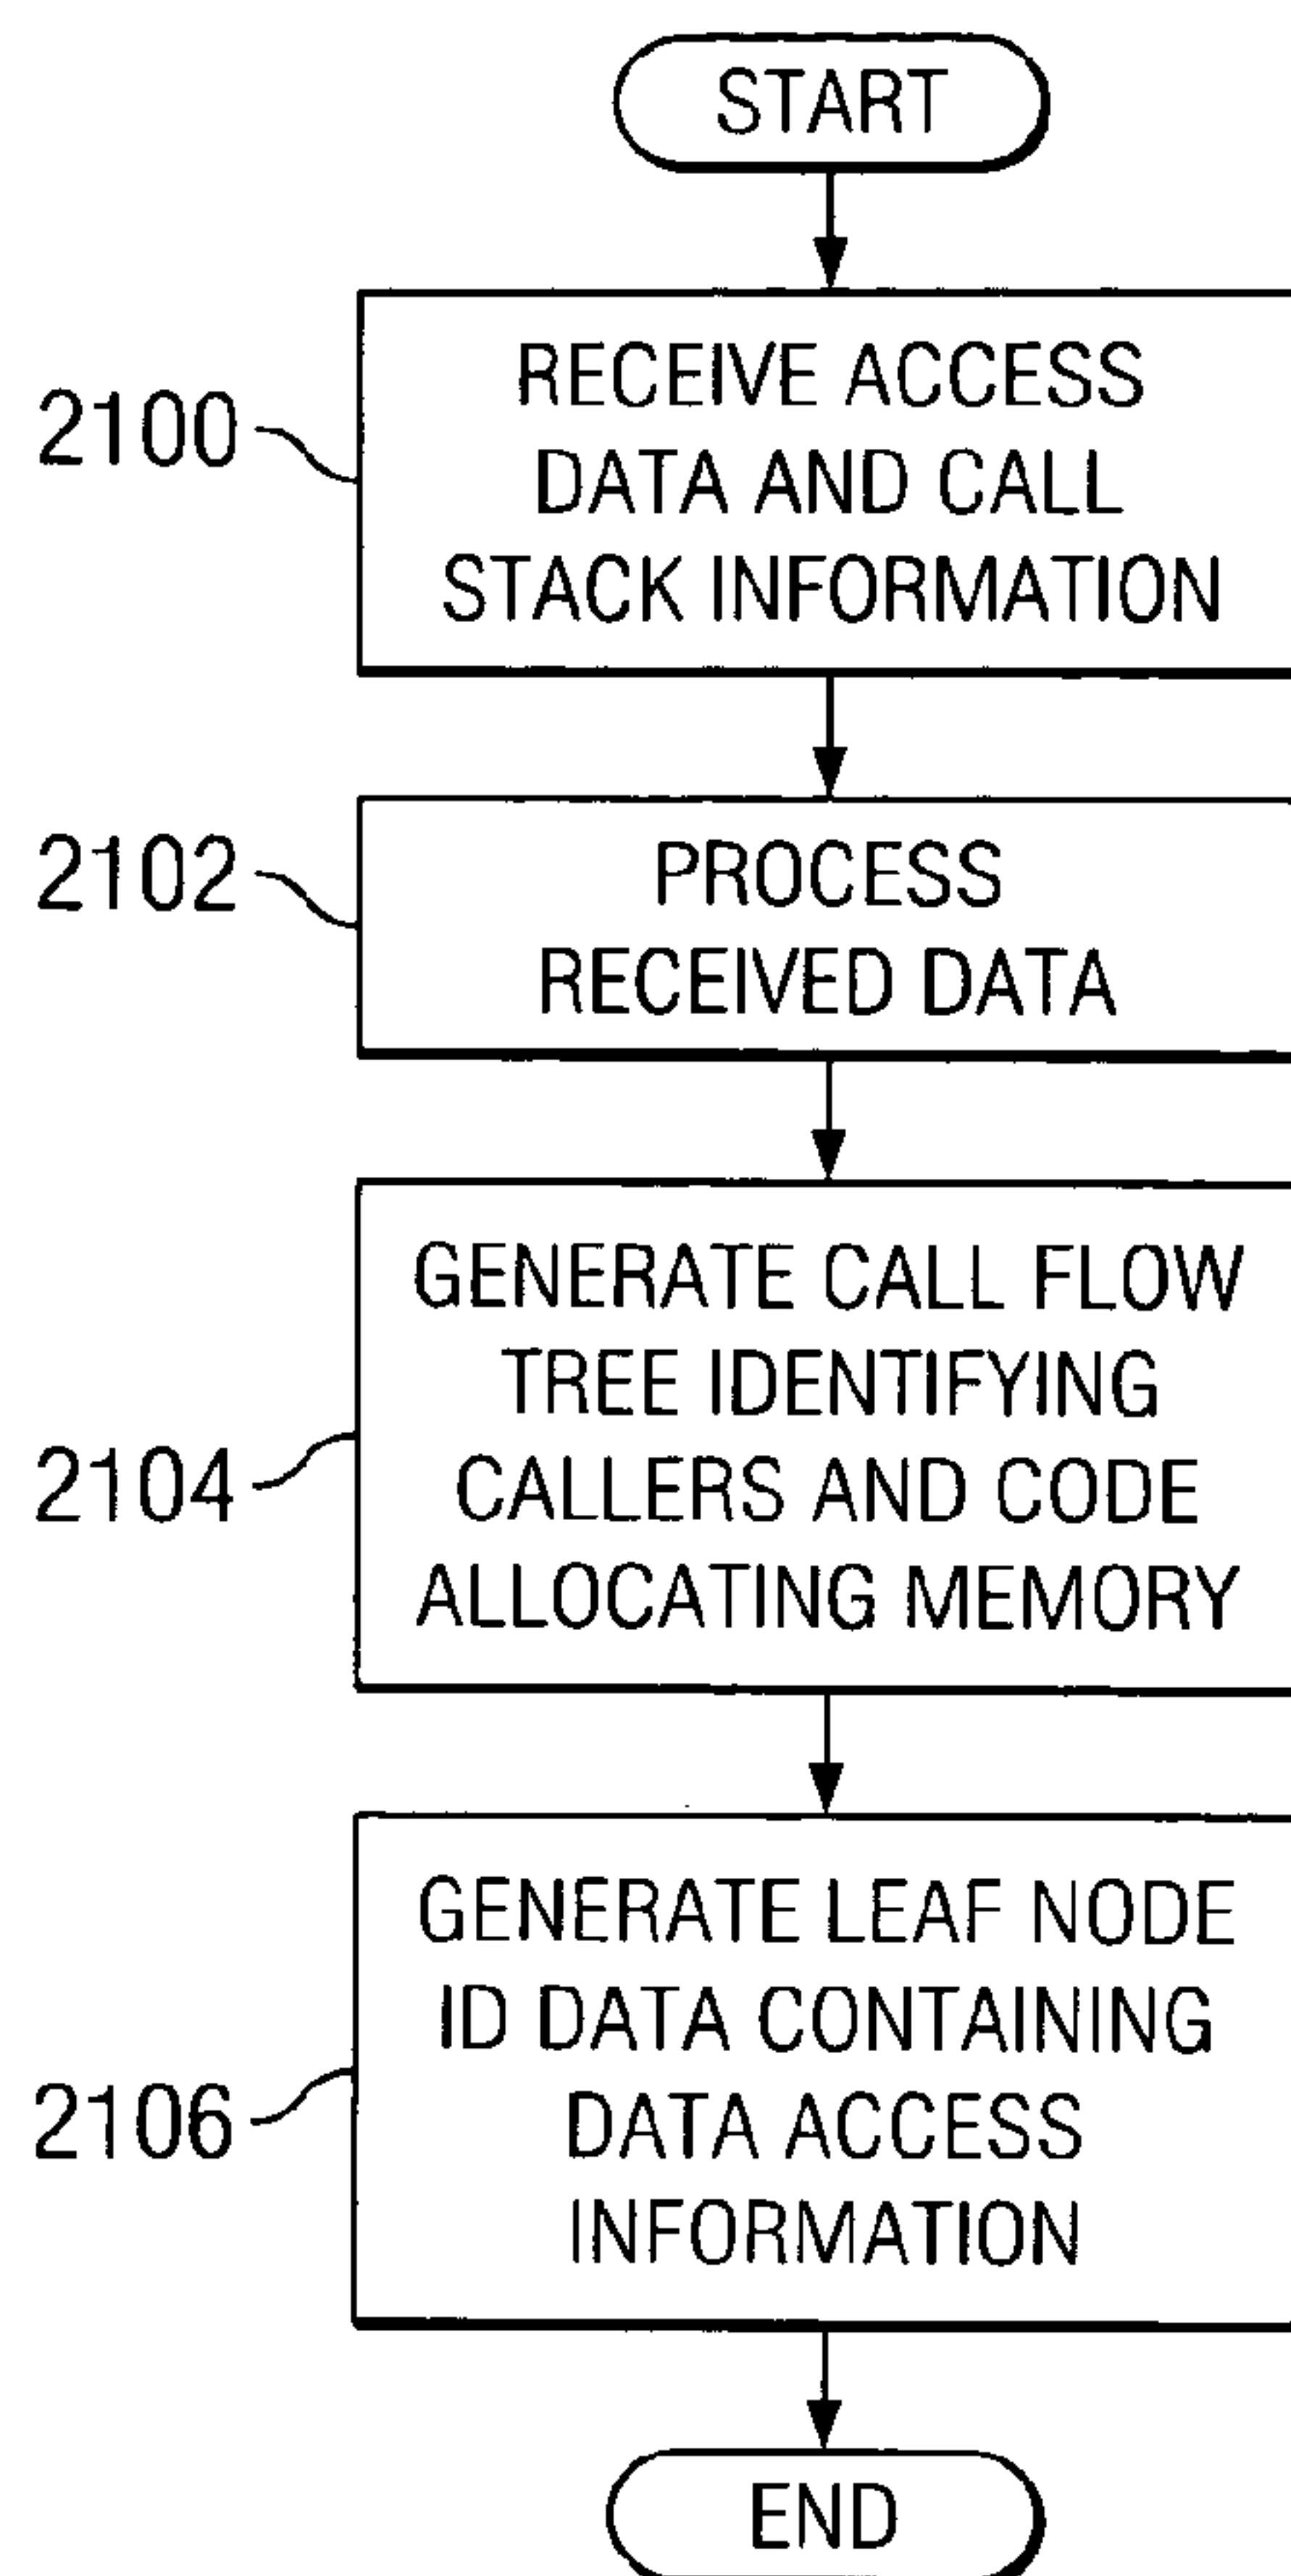 START
2100
RECEIVE ACCESS
DATA AND CALL
STACK INFORMATION
2102
PROCESS
RECEIVED DATA
2104
GENERATE CALL FLOW
TREE IDENTIFYING
CALLERS AND CODE
ALLOCATING MEMORY
2106
GENERATE LEAF NODE
ID DATA CONTAINING
DATA ACCESS
INFORMATION
END